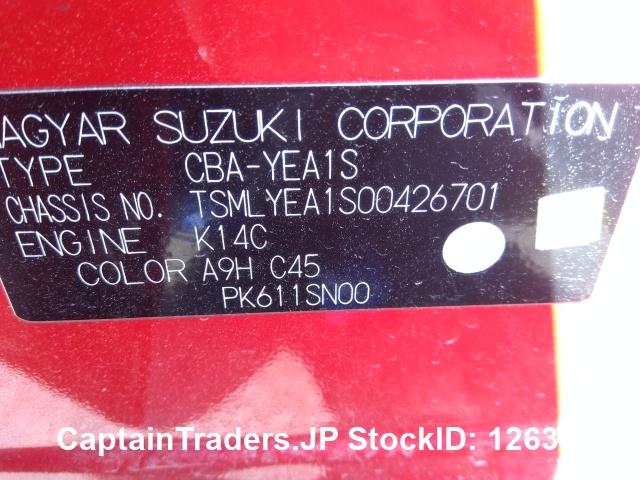 AGYAR SUZUKI CORPORATION
TYPE CBA-YEA1S
CHASSIS NO. TSMLYEA1S00426701
ENGINE K14C
COLOR A9H C45
PK611SN00
CaptainTraders.JP StockID: 1263